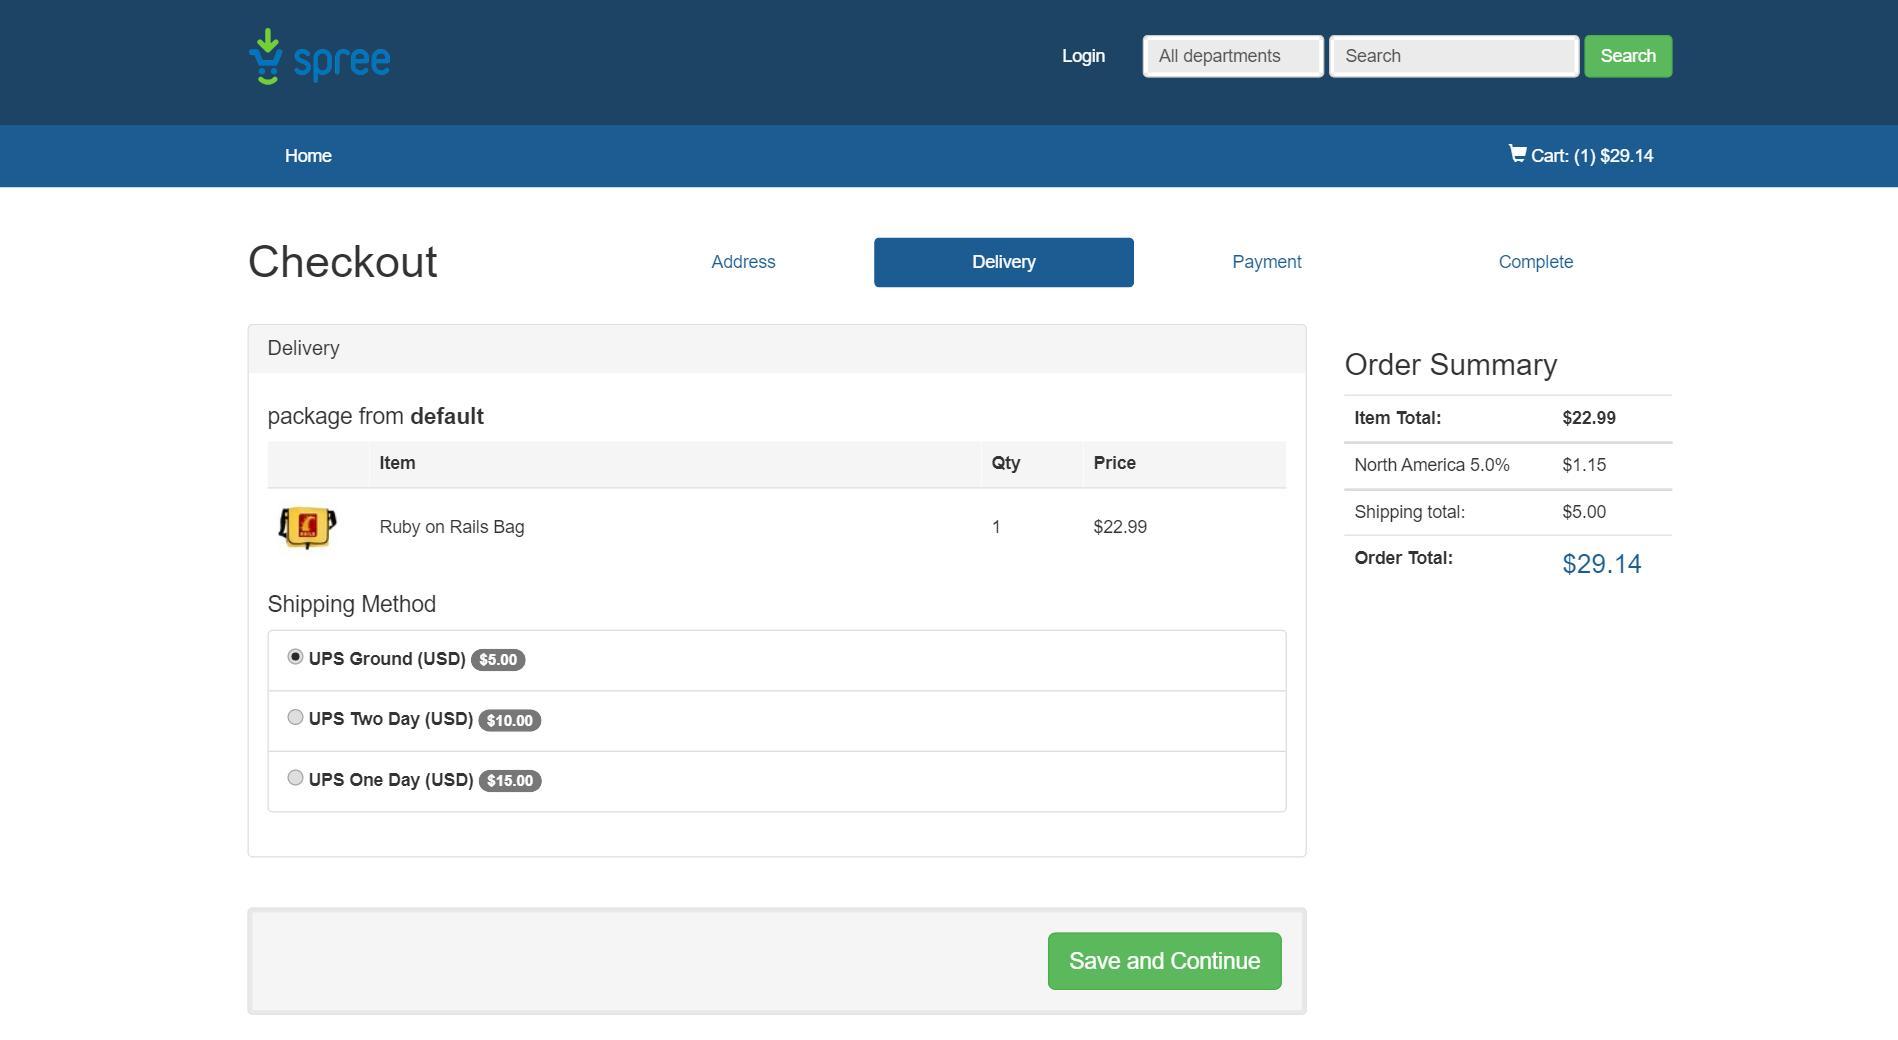 spree
Login
All departments
Search
Search
Home
Cart: (1) $29.14
Checkout
Address
Delivery
Payment
Complete
Delivery
package from default
Item Qty Price
Ruby on Rails Bag 1 $22.99
Shipping Method
UPS Ground (USD) $5.00
UPS Two Day (USD) $10.00
UPS One Day (USD) $15.00
Order Summary
Item Total: $22.99
North America 5.0% $1.15
Shipping total: $5.00
Order Total: $29.14
Save and Continue